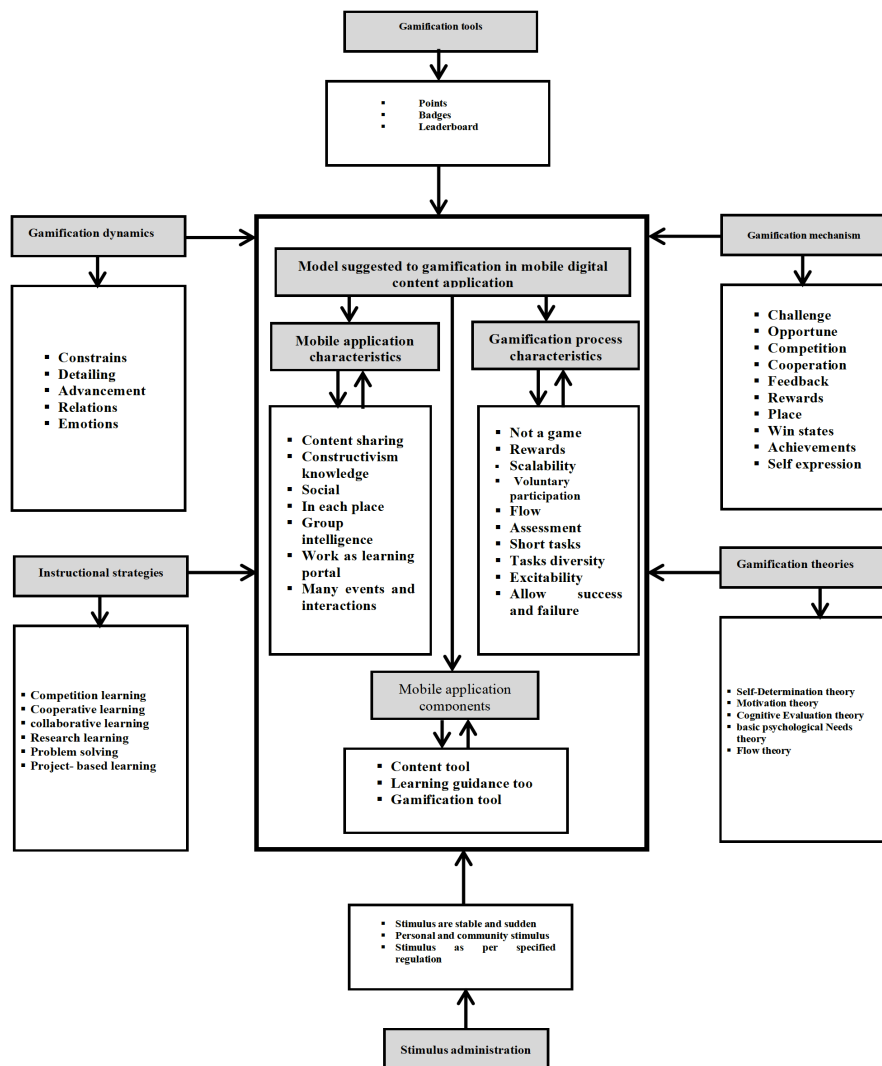 Gamification tools
▪ Points
▪ Badges
▪ Leaderboard
Gamification dynamics
▪ Constrains
▪ Detailing
▪ Advancement
▪ Relations
▪ Emotions
Instructional strategies
▪ Competition learning
▪ Cooperative learning
▪ collaborative learning
▪ Research learning
▪ Problem solving
▪ Project- based learning
Model suggested to gamification in mobile digital
content application
Mobile application
characteristics
▪ Content sharing
▪ Constructivism
knowledge
▪ Social
▪ In each place
▪ Group
intelligence
▪ Work as learning
portal
▪ Many events and
interactions
Gamification process
characteristics
▪ Not a game
▪ Rewards
▪ Scalability
▪ Voluntary
participation
▪ Flow
▪ Assessment
▪ Short tasks
▪ Tasks diversity
▪ Excitability
▪ Allow success
and failure
Mobile application
components
▪ Content tool
▪ Learning guidance too
▪ Gamification tool
Gamification mechanism
▪ Challenge
▪ Opportune
▪ Competition
▪ Cooperation
▪ Feedback
▪ Rewards
▪ Place
▪ Win states
▪ Achievements
▪ Self expression
Gamification theories
▪ Self-Determination theory
▪ Motivation theory
▪ Cognitive Evaluation theory
▪ basic psychological Needs
theory
▪ Flow theory
▪ Stimulus are stable and sudden
▪ Personal and community stimulus
▪ Stimulus as per specified
regulation
Stimulus administration